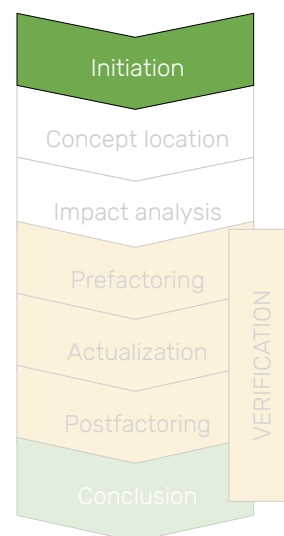 Initiation
Concept location
Impact analysis
Prefactoring
Actualization
Postfactoring
Conclusion
VERIFICATION